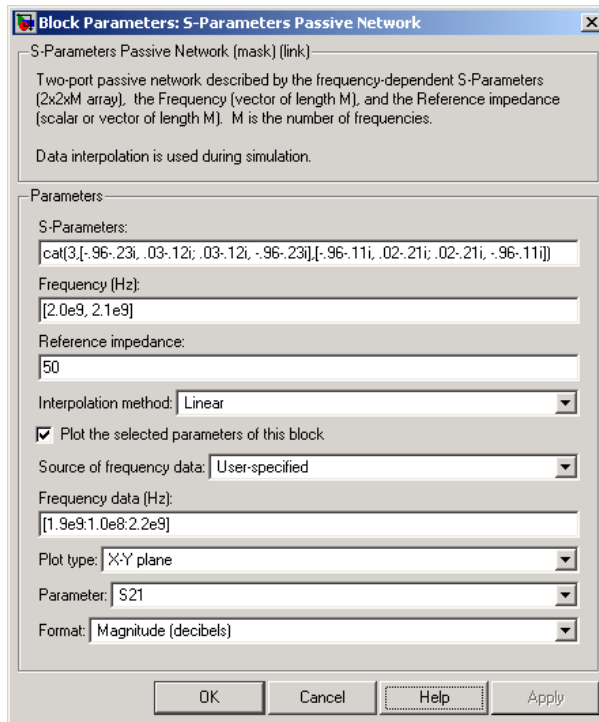 Block Parameters: S-Parameters Passive Network
S-Parameters Passive Network (mask) (link)
Two-port passive network described by the frequency-dependent S-Parameters
(2x2xM array), the Frequency (vector of length M), and the Reference impedance
(scalar or vector of length M). M is the number of frequencies.
Data interpolation is used during simulation.
Parameters
S-Parameters:
cat(3,[-.96-.23i, .03-.12i; .03-.12i, -.96-.23i],[-.96-.11i, .02-.21i; .02-.21i, -.96-.11i])
Frequency (Hz):
[2.0e9, 2.1e9]
Reference impedance:
50
Interpolation method: Linear
Plot the selected parameters of this block
Source of frequency data: User-specified
Frequency data (Hz):
[1.9e9:1.0e8:2.2e9]
Plot type: X-Y plane
Parameter: S21
Format: Magnitude (decibels)
OK Cancel Help Apply